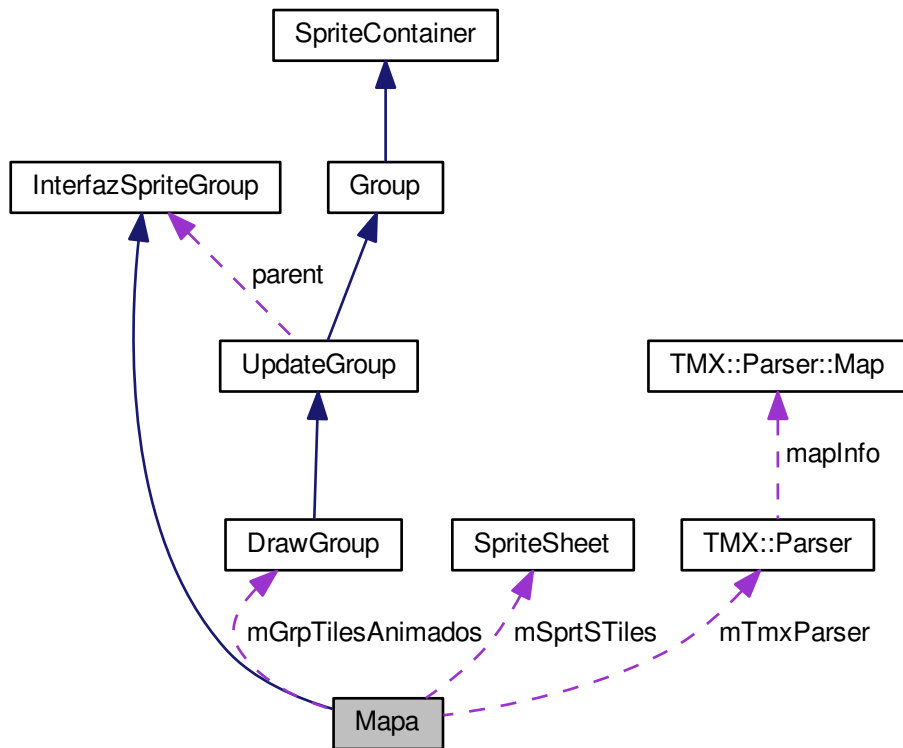 SpriteContainer
InterfazSpriteGroup
Group
parent
UpdateGroup
TMX::Parser::Map
mapInfo
DrawGroup
SpriteSheet
TMX::Parser
mGrpTilesAnimados
mSprtSTiles
mTmxParser
Mapa